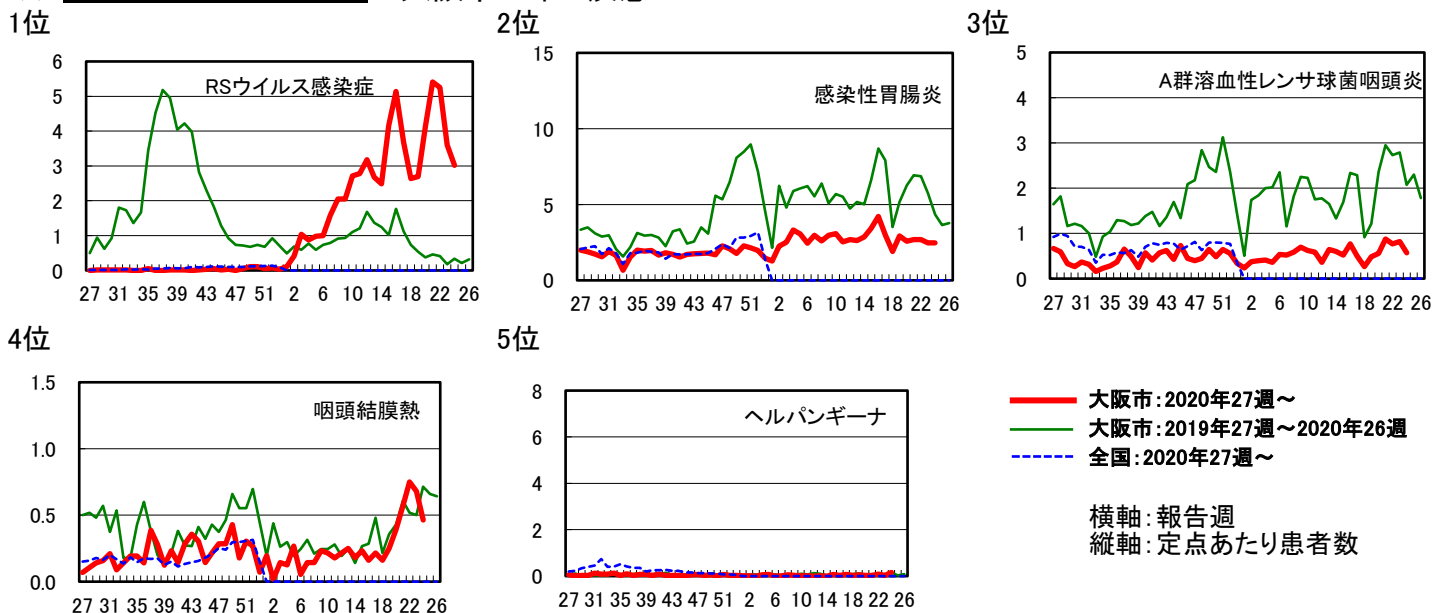 1位
2位
3位
RSウイルス感染症
6
5
4
3
2
1
0
27 31 35 39 43 47 51 2 6 10 14 18 22 26
感染性胃腸炎
15
10
5
0
27 31 35 39 43 47 51 2 6 10 14 18 22 26
A群溶血性レンサ球菌咽頭炎
5
4
3
2
1
0
27 31 35 39 43 47 51 2 6 10 14 18 22 26
4位
5位
咽頭結膜熱
1.5
1.0
0.5
0.0
27 31 35 39 43 47 51 2 6 10 14 18 22 26
ヘルパンギーナ
8
6
4
2
0
27 31 35 39 43 47 51 2 6 10 14 18 22 26
大阪市：2020年27週～
大阪市：2019年27週～2020年26週
全国：2020年27週～
横軸：報告週
縦軸：定点あたり患者数